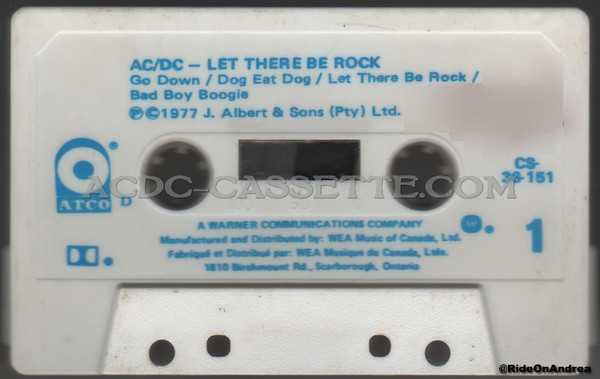 AC/DC — LET THERE BE ROCK
Go Down / Dog Eat Dog / Let There Be Rock /
Bad Boy Boogie
℗©1977 J. Albert & Sons (Pty) Ltd.
ATCO
D
CS-
36-151
ACDC-CASSETTE.COM
A WARNER COMMUNICATIONS COMPANY
Manufactured and Distributed by: WEA Music of Canada, Ltd.
Fabriqué et Distribué par: WEA Musique du Canada, Ltée.
1810 Birchmount Rd., Scarborough, Ontario
W
1
@RideOnAndrea